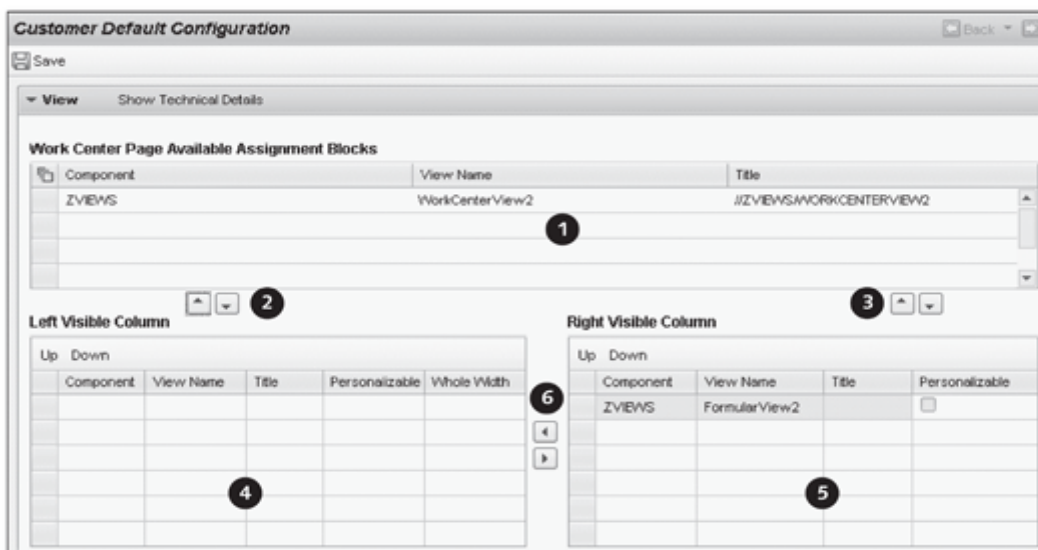 Customer Default Configuration Back
Save
View Show Technical Details
Work Center Page Available Assignment Blocks
Component View Name Title
ZVIEWS WorkCenterView2 //ZVIEWS/WORKCENTERVIEW2
1
2 3
Left Visible Column Right Visible Column
Up Down Up Down
Component View Name Title Personalizable Whole Width 6 Component View Name Title Personalizable
ZVIEWS FormularView2
4 5